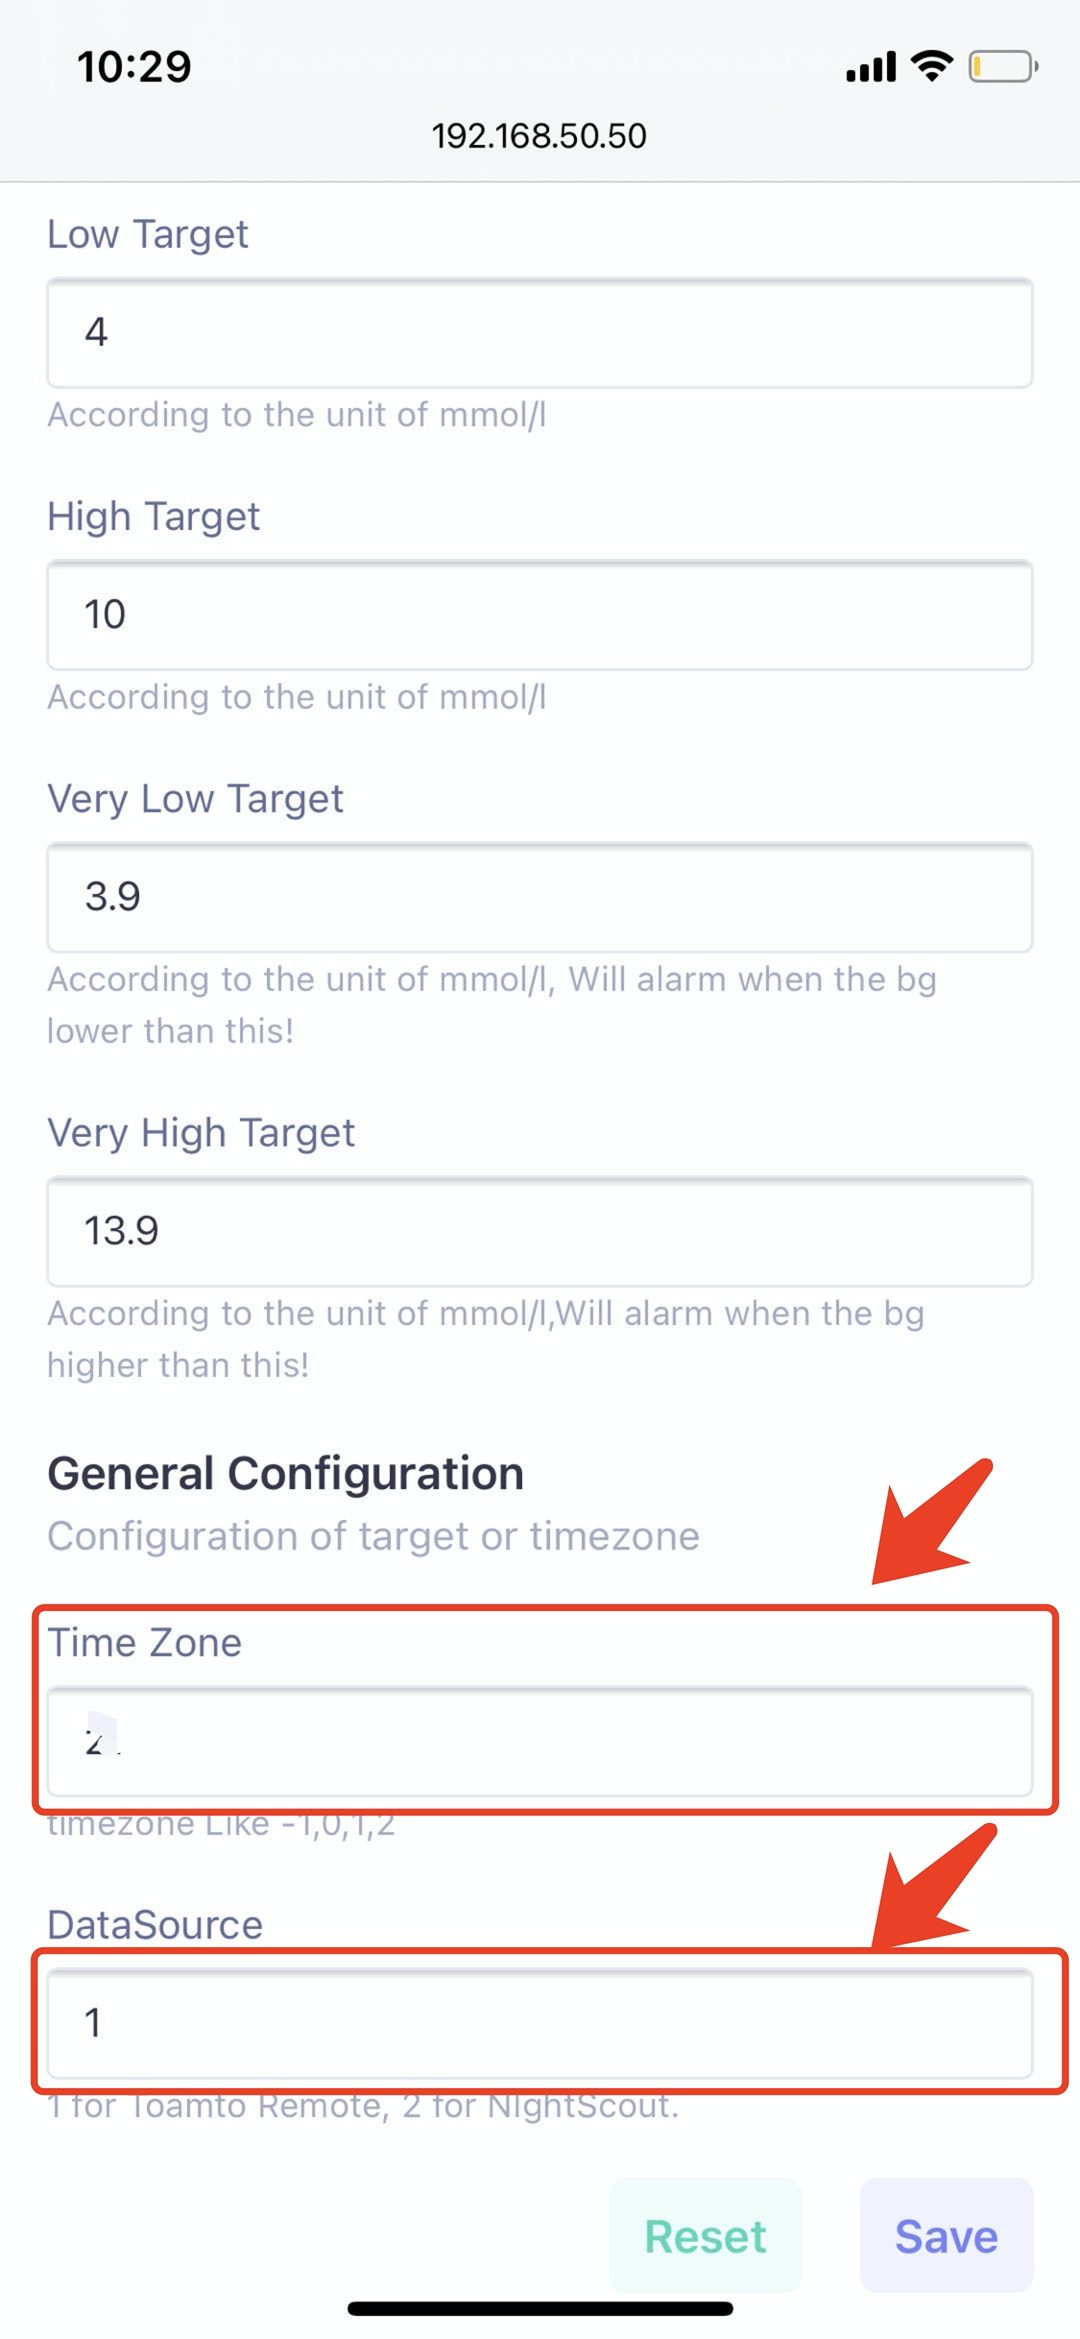 10:29
192.168.50.50
Low Target
4
According to the unit of mmol/l
High Target
10
According to the unit of mmol/l
Very Low Target
3.9
According to the unit of mmol/l, Will alarm when the bg
lower than this!
Very High Target
13.9
According to the unit of mmol/l,Will alarm when the bg
higher than this!
General Configuration
Configuration of target or timezone
Time Zone
timezone Like -1,0,1,2
DataSource
1
1 for Toamto Remote, 2 for NIghtScout.
Reset
Save